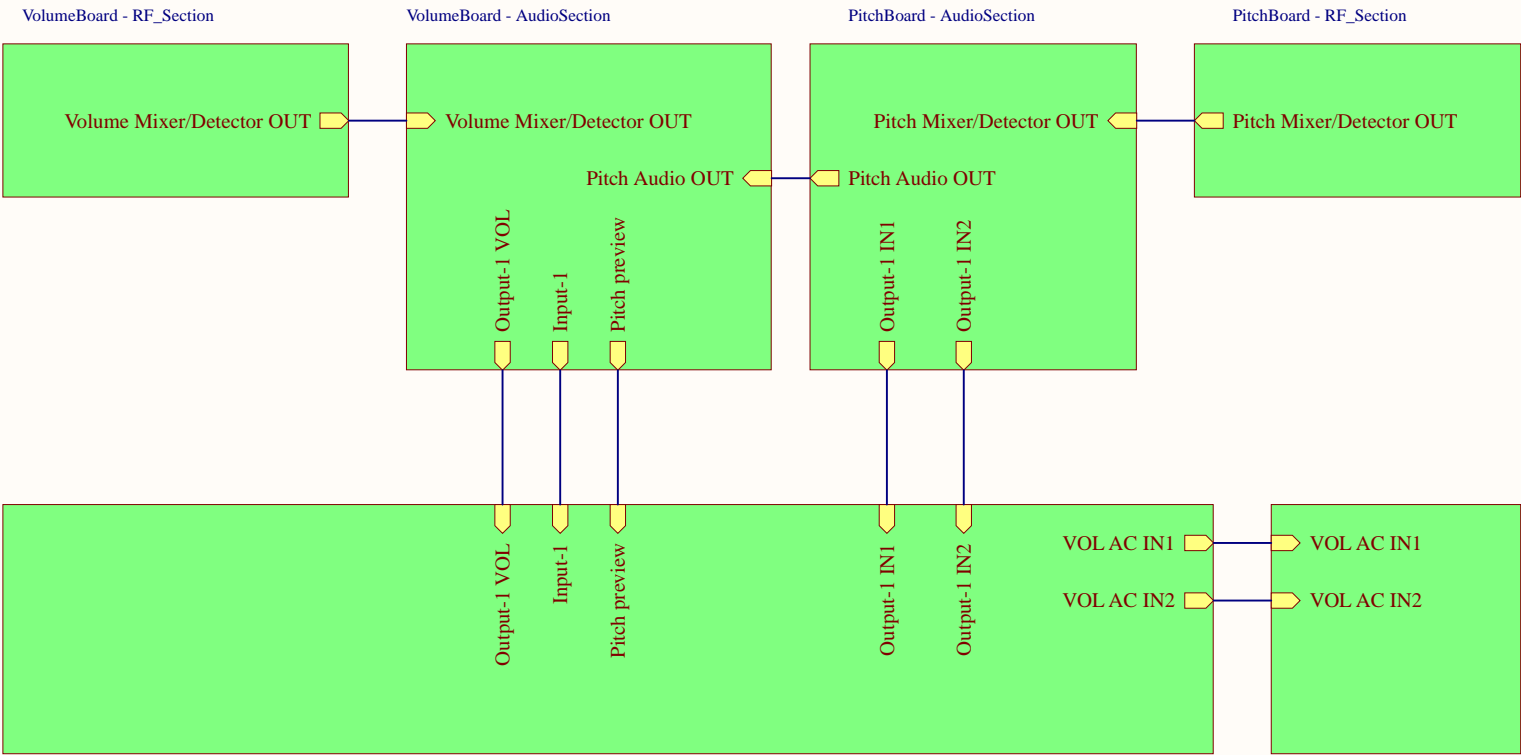 VolumeBoard - RF_Section
VolumeBoard - AudioSection
PitchBoard - AudioSection
PitchBoard - RF_Section
Volume Mixer/Detector OUT
Volume Mixer/Detector OUT
Pitch Mixer/Detector OUT
Pitch Mixer/Detector OUT
Pitch Audio OUT
Pitch Audio OUT
Output-1 VOL
Input-1
Pitch preview
Output-1 IN1
Output-1 IN2
Output-1 VOL
Input-1
Pitch preview
Output-1 IN1
Output-1 IN2
VOL AC IN1
VOL AC IN1
VOL AC IN2
VOL AC IN2